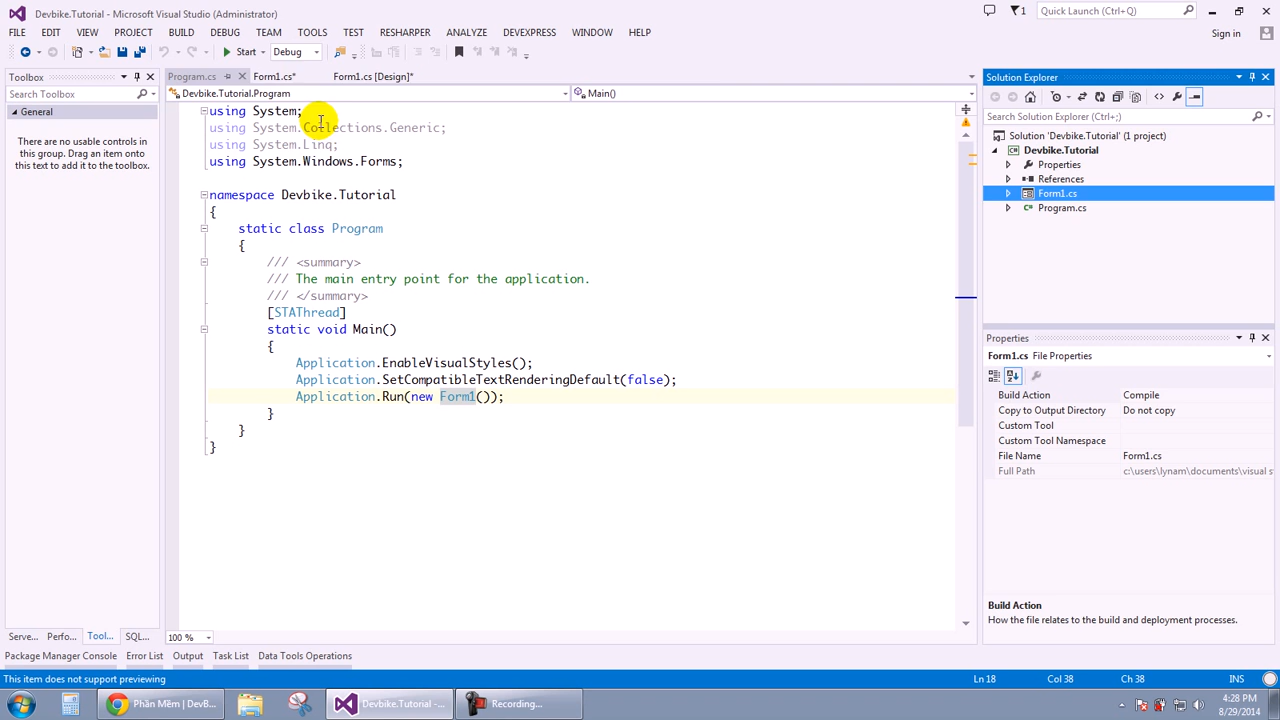 Devbike.Tutorial - Microsoft Visual Studio (Administrator)
1
Quick Launch (Ctrl+Q)
FILE EDIT VIEW PROJECT BUILD DEBUG TEAM TOOLS TEST RESHARPER ANALYZE DEVEXPRESS WINDOW HELP
Sign in
Start Debug
Toolbox
Search Toolbox
General
There are no usable controls in
this group. Drag an item onto
this text to add it to the toolbox.
Serve... Perfo... Tool... SQL...
Program.cs Form1.cs* Form1.cs [Design]*
Devbike.Tutorial.Program Main()
using System;
using System.Collections.Generic;
using System.Linq;
using System.Windows.Forms;
namespace Devbike.Tutorial
{
static class Program
{
/// <summary>
/// The main entry point for the application.
/// </summary>
[STAThread]
static void Main()
{
Application.EnableVisualStyles();
Application.SetCompatibleTextRenderingDefault(false);
Application.Run(new Form1());
}
}
}
100 %
Solution Explorer
Search Solution Explorer (Ctrl+;)
Solution 'Devbike.Tutorial' (1 project)
Devbike.Tutorial
Properties
References
Form1.cs
Program.cs
Properties
Form1.cs File Properties
Build Action Compile
Copy to Output Directory Do not copy
Custom Tool
Custom Tool Namespace
File Name Form1.cs
Full Path c:\users\lynam\documents\visual s
Build Action
How the file relates to the build and deployment processes.
Package Manager Console Error List Output Task List Data Tools Operations
This item does not support previewing Ln 18 Col 38 Ch 38 INS
Phần Mềm | DevB...
Devbike.Tutorial -...
Recording...
4:28 PM
8/29/2014